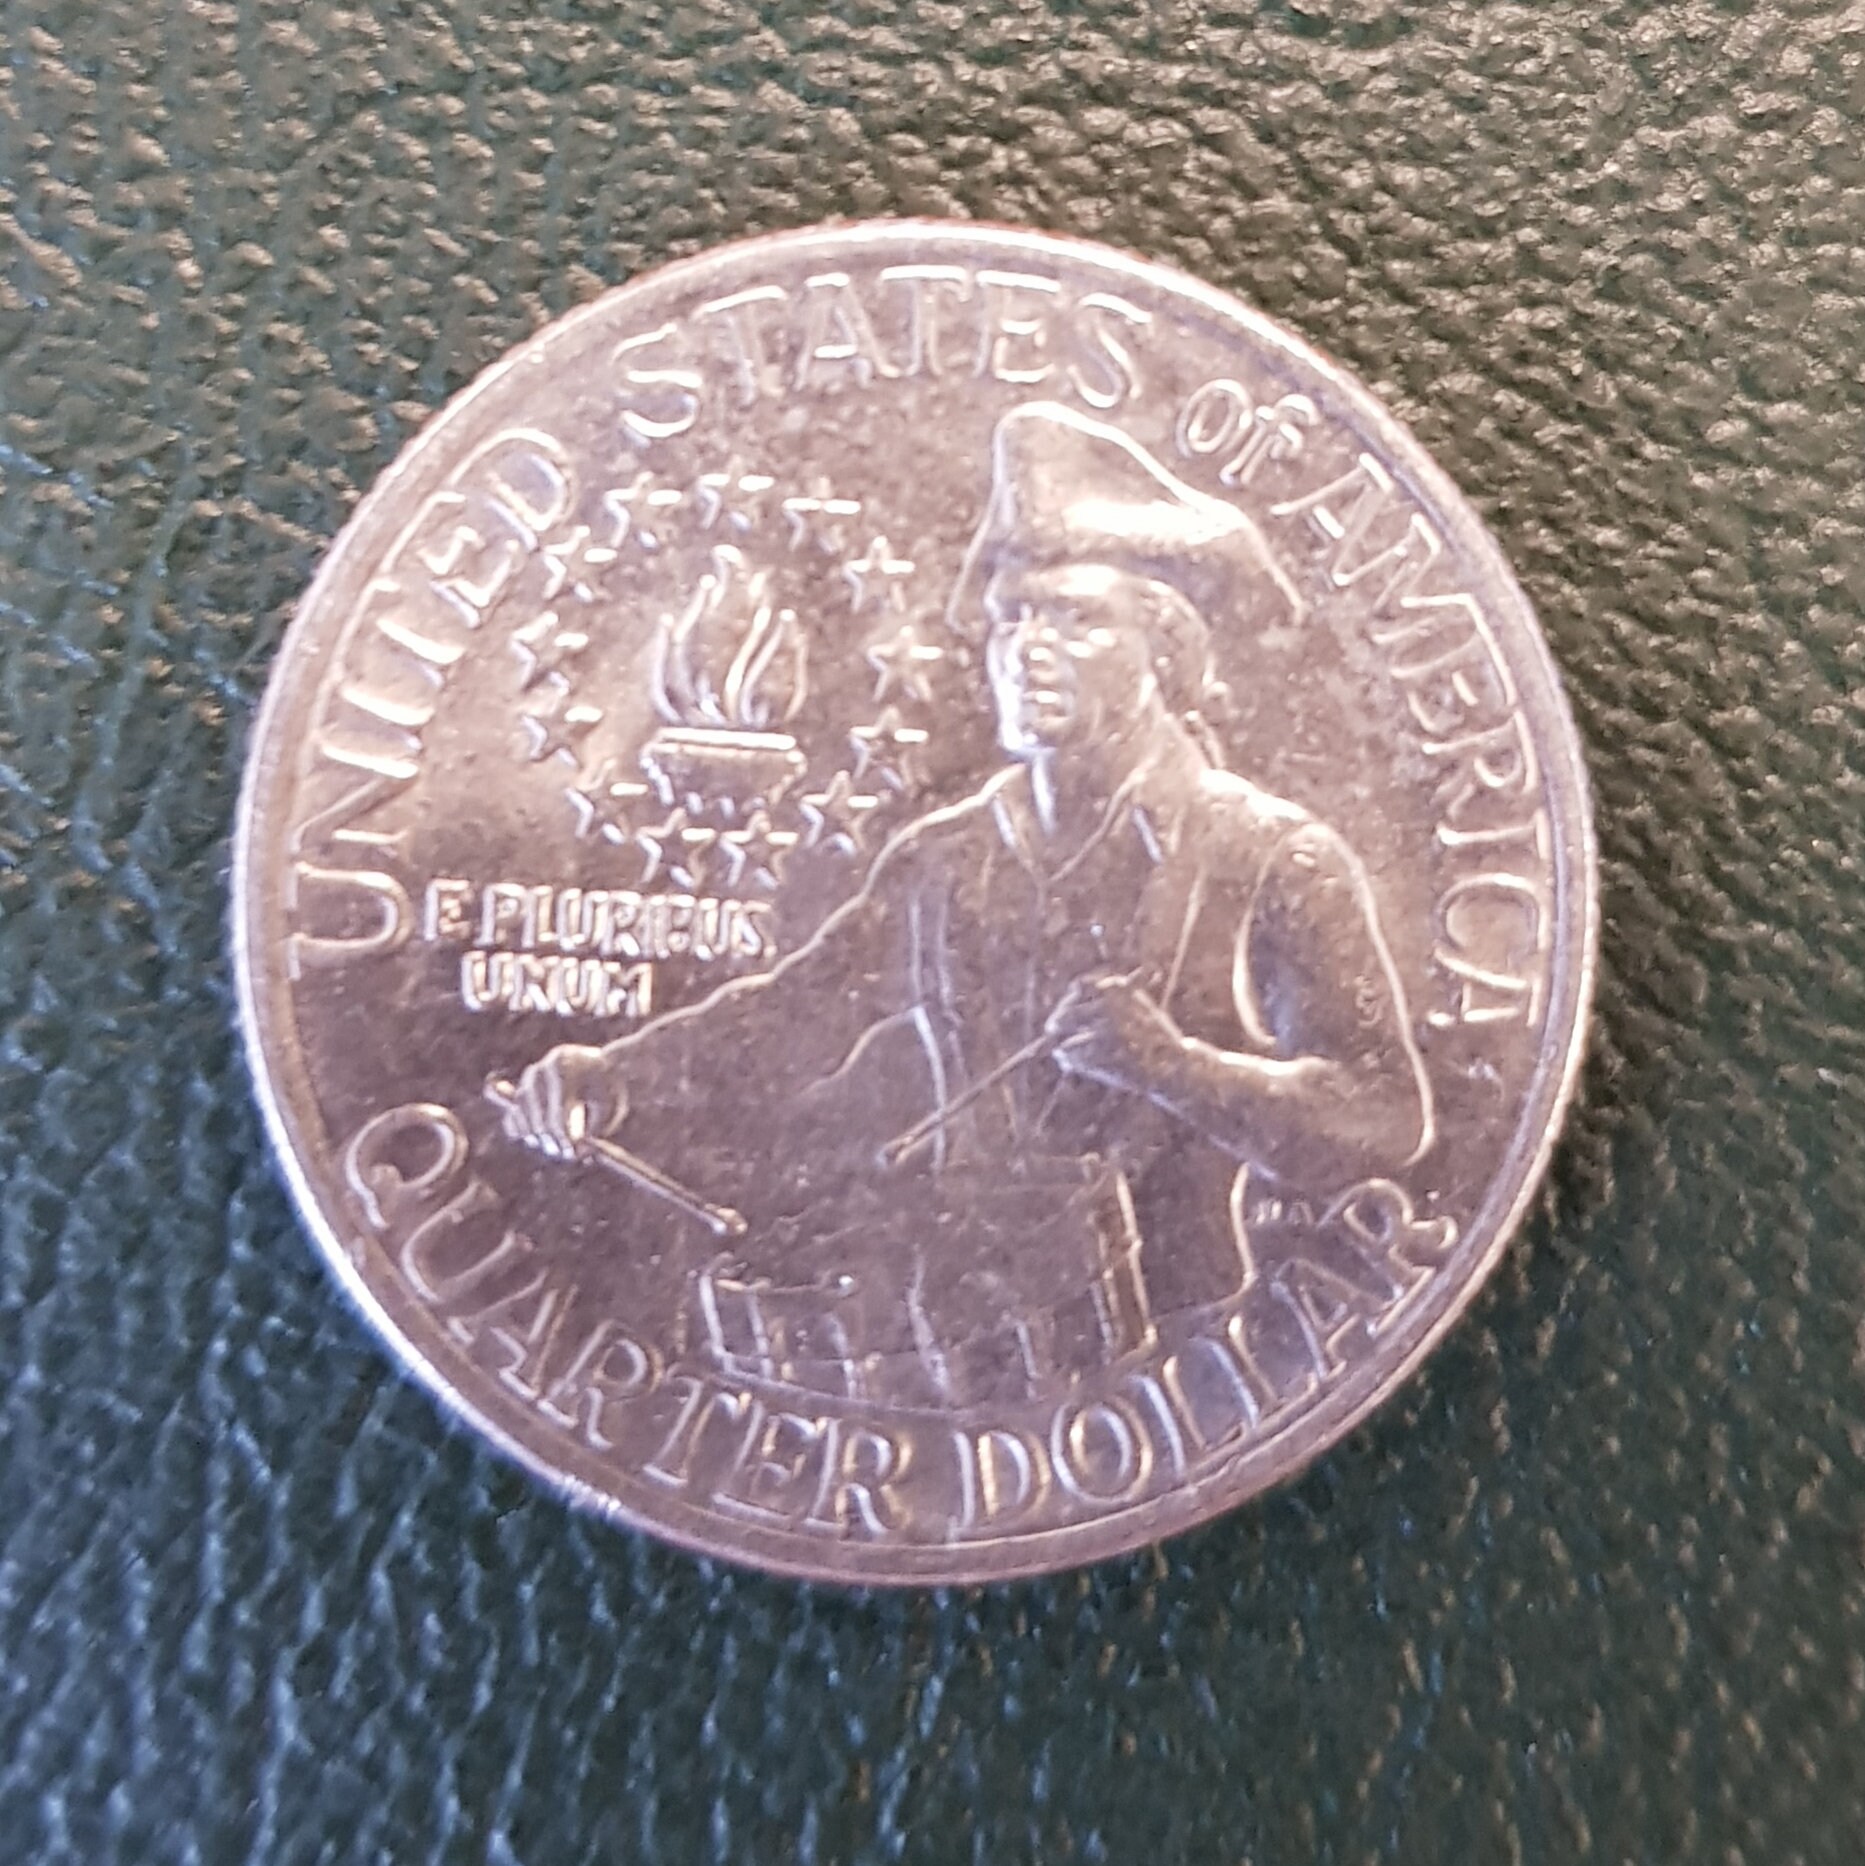 UNITED STATES of AMERICA
E PLURIBUS
UNUM
QUARTER DOLLAR